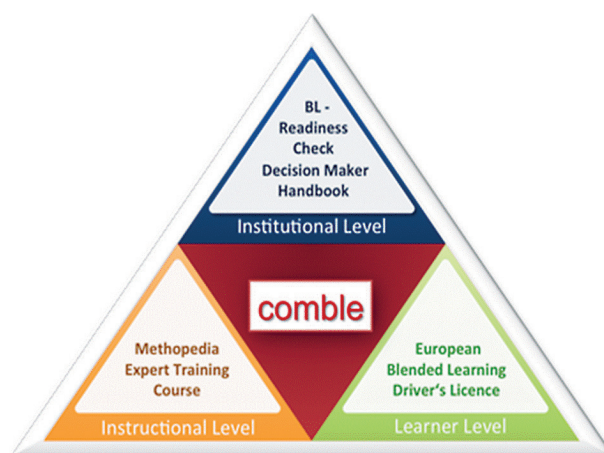 BL -
Readiness
Check
Decision Maker
Handbook
Institutional Level
comble
Methopedia
Expert Training
Course
Instructional Level
European
Blended Learning
Driver‘s Licence
Learner Level